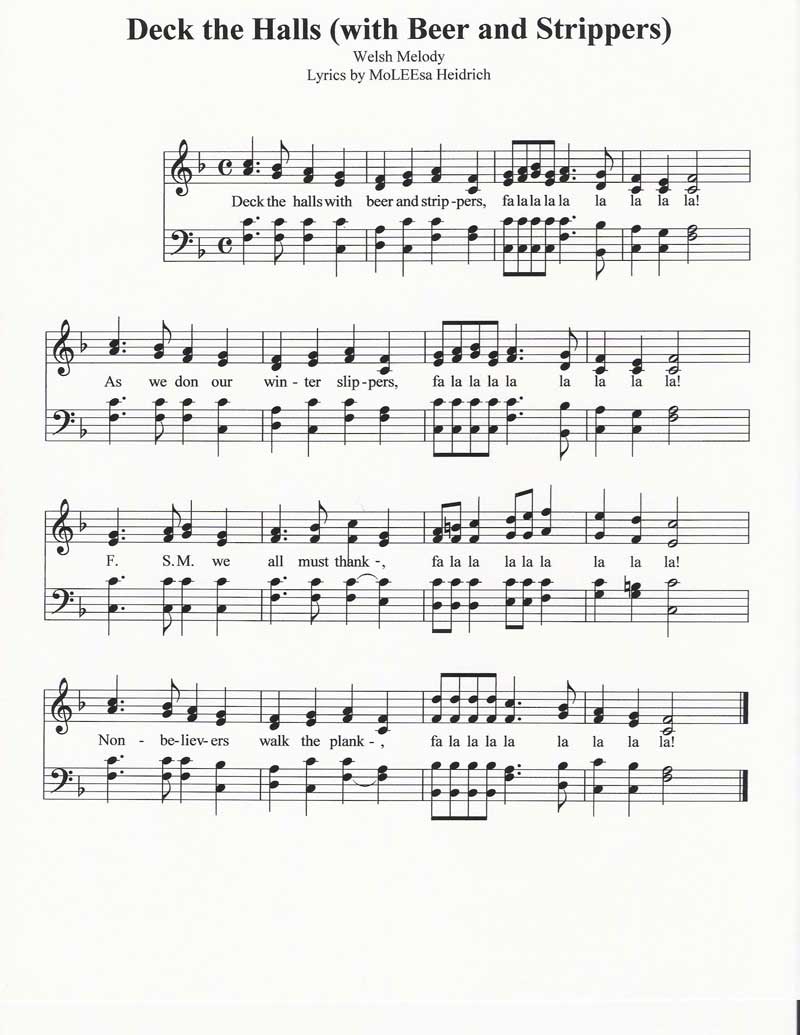 Deck the Halls (with Beer and Strippers)
Welsh Melody
Lyrics by MoLEEsa Heidrich
Deck the halls with beer and strip - pers, fa la la la la la la la la!
As we don our win - ter slip - pers, fa la la la la la la la la!
F. S.M. we all must thank -, fa la la la la la la la la!
Non - be - liev - ers walk the plank -, fa la la la la la la la la!